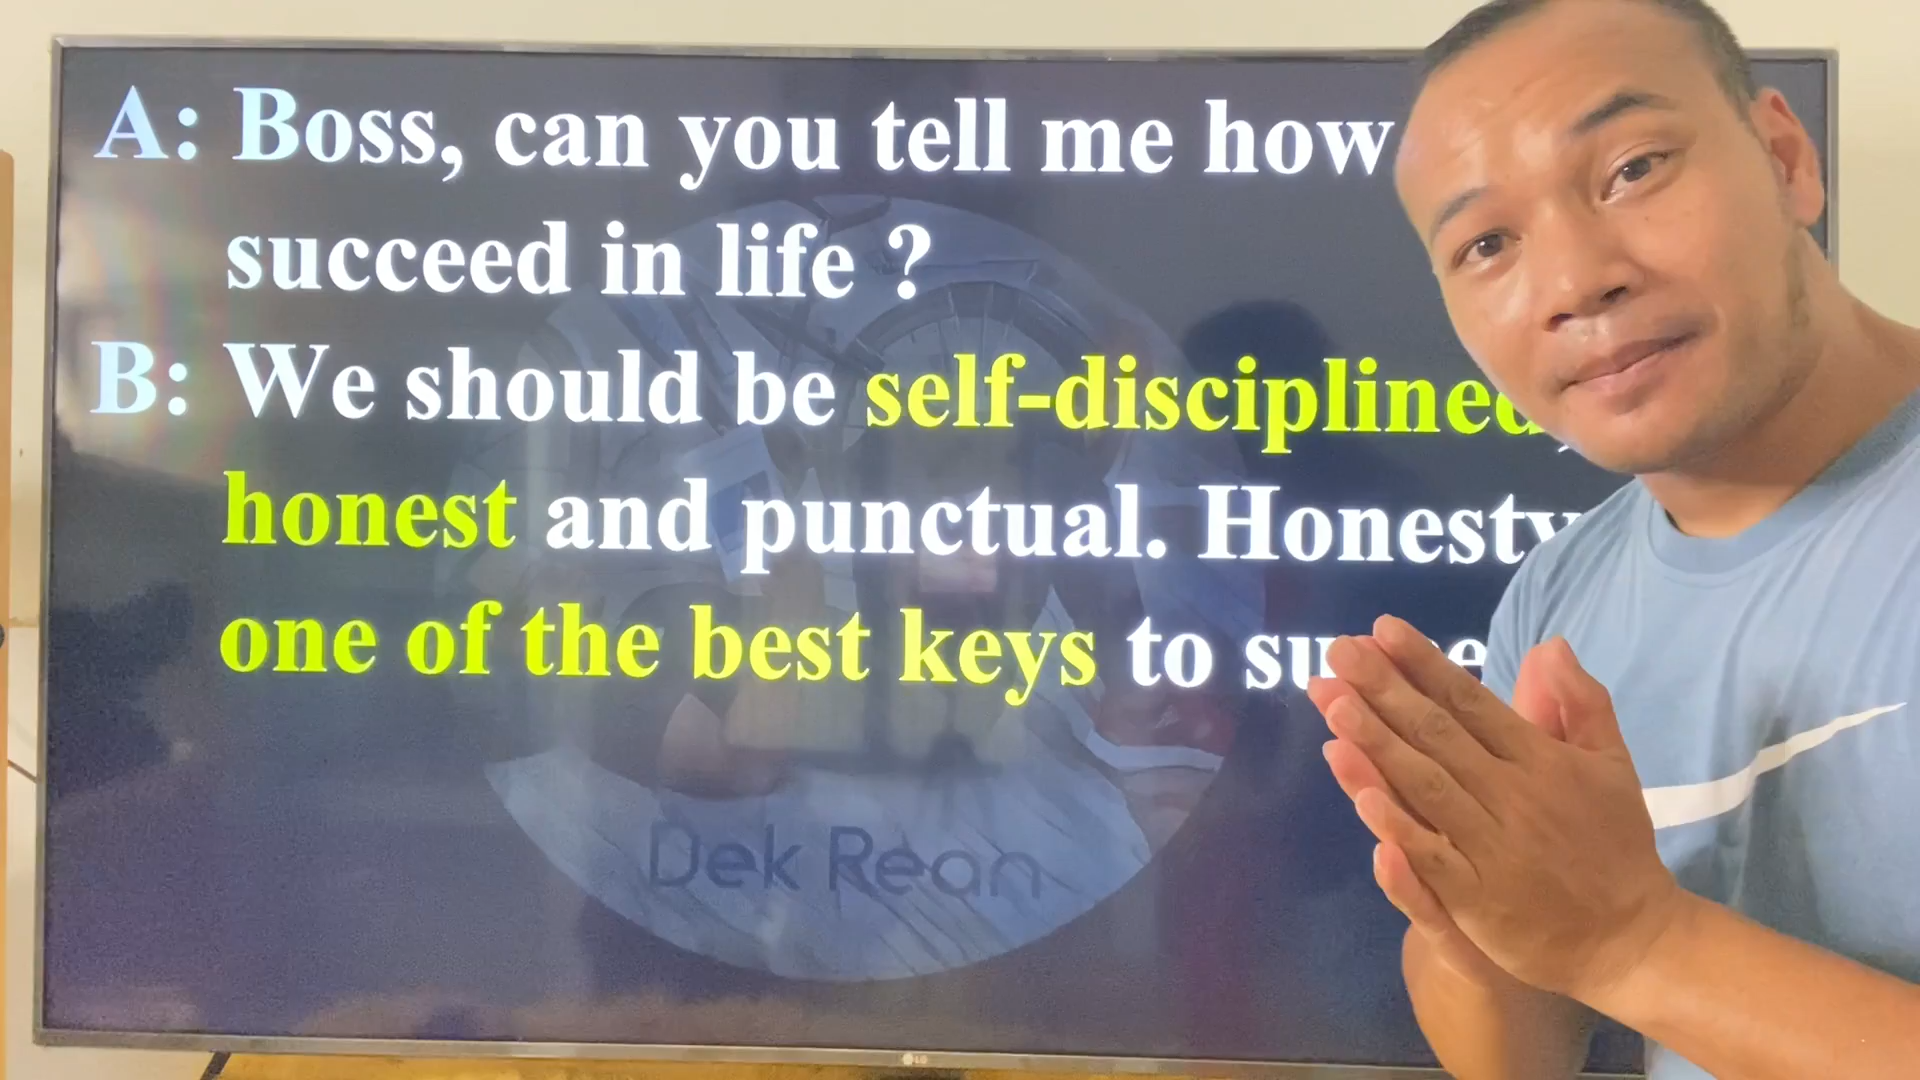 A: Boss, can you tell me how
succeed in life ?
B: We should be self-disciplined,
honest and punctual. Honesty
one of the best keys to
Dek Rean
LG